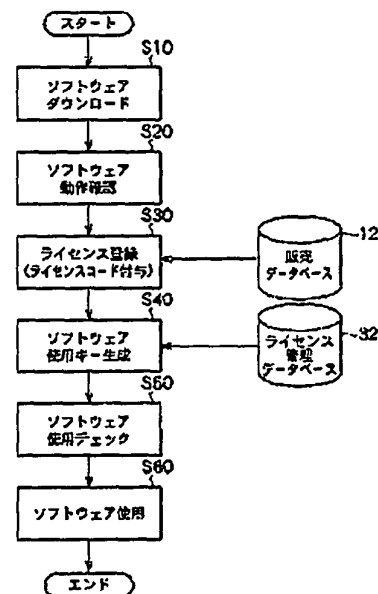 スタート
S10
ソフトウェア
ダウンロード
S20
ソフトウェア
動作確認
S30
ライセンス登録
(ライセンスコード付与)
12
販売
データベース
S40
ソフトウェア
使用キー生成
32
ライセンス
管理
データベース
S50
ソフトウェア
使用チェック
S60
ソフトウェア使用
エンド